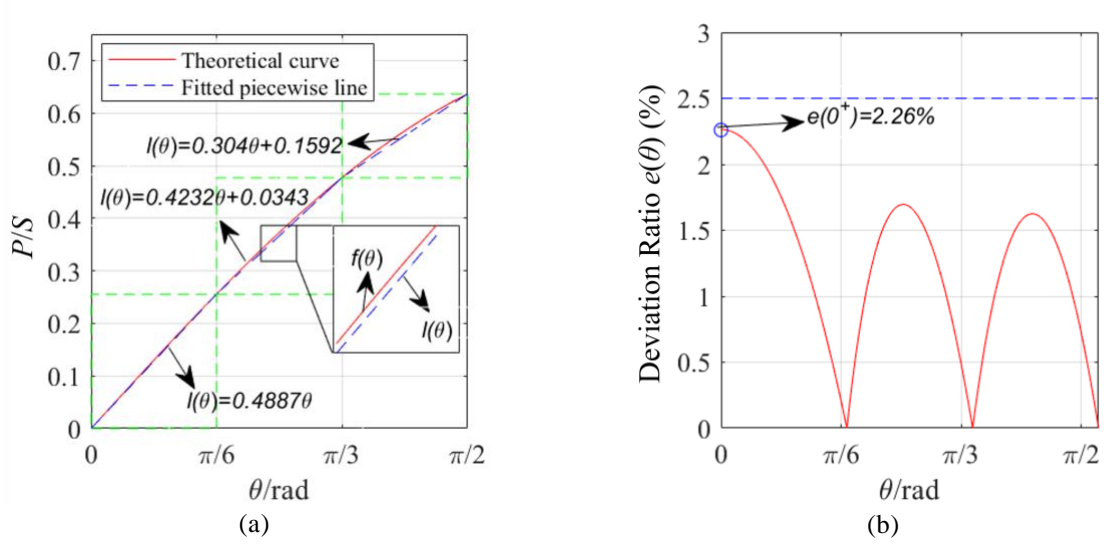 0.7
0.6
0.5
0.4
0.3
0.2
0.1
0
P/S
Theoretical curve
Fitted piecewise line
l(θ)=0.304θ+0.1592
l(θ)=0.4232θ+0.0343
f(θ)
l(θ)
l(θ)=0.4887θ
0 π/6 π/3 π/2
θ/rad
(a)
3
2.5
2
1.5
1
0.5
0
Deviation Ratio e(θ) (%)
e(0⁺)=2.26%
0 π/6 π/3 π/2
θ/rad
(b)